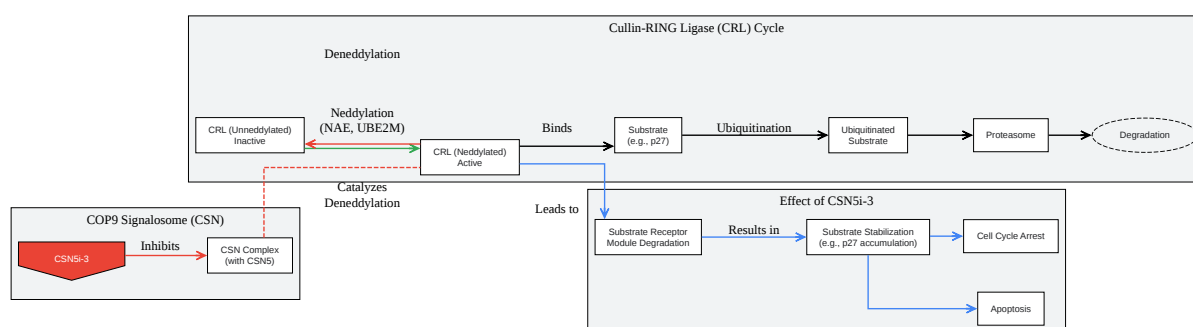 Cullin-RING Ligase (CRL) Cycle
Deneddylation
Neddylation
(NAE, UBE2M)
CRL (Unneddylated)
Inactive
CRL (Neddylated)
Active
Binds
Substrate
(e.g., p27)
Ubiquitination
Ubiquitinated
Substrate
Proteasome
Degradation
Catalyzes
Deneddylation
COP9 Signalosome (CSN)
CSN5i-3
Inhibits
CSN Complex
(with CSN5)
Leads to
Effect of CSN5i-3
Substrate Receptor
Module Degradation
Results in
Substrate Stabilization
(e.g., p27 accumulation)
Cell Cycle Arrest
Apoptosis